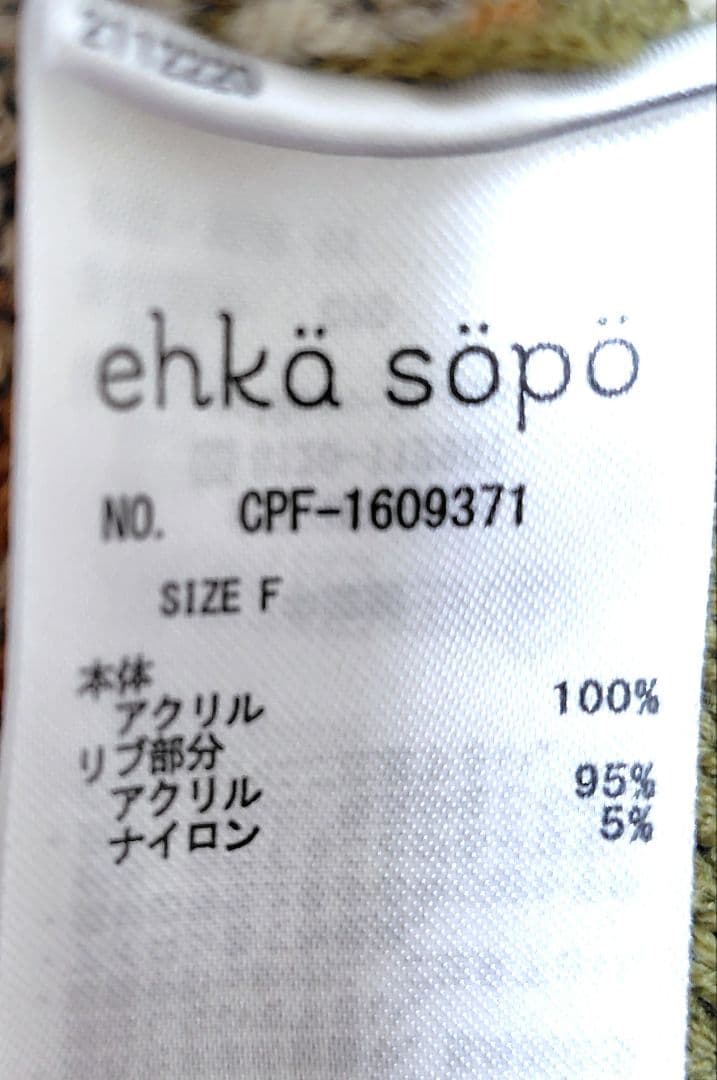 ehkä söpö
NO. CPF-1609371
SIZE F
本体
アクリル 100%
リブ部分
アクリル 95%
ナイロン 5%